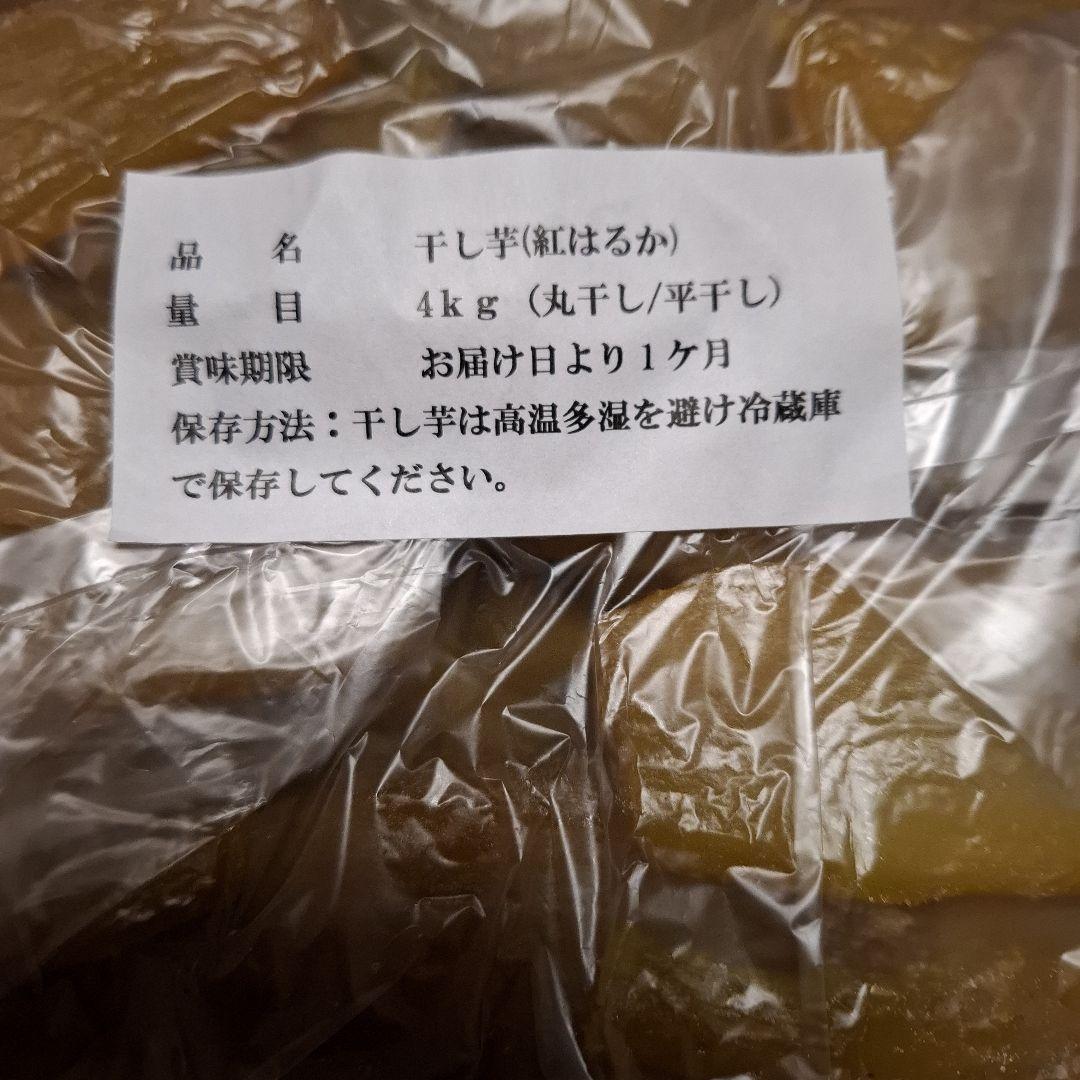 品　　名　　　干し芋(紅はるか)
量　　目　　　4ｋｇ（丸干し/平干し）
賞味期限　　　お届け日より１ケ月
保存方法：干し芋は高温多湿を避け冷蔵庫
で保存してください。